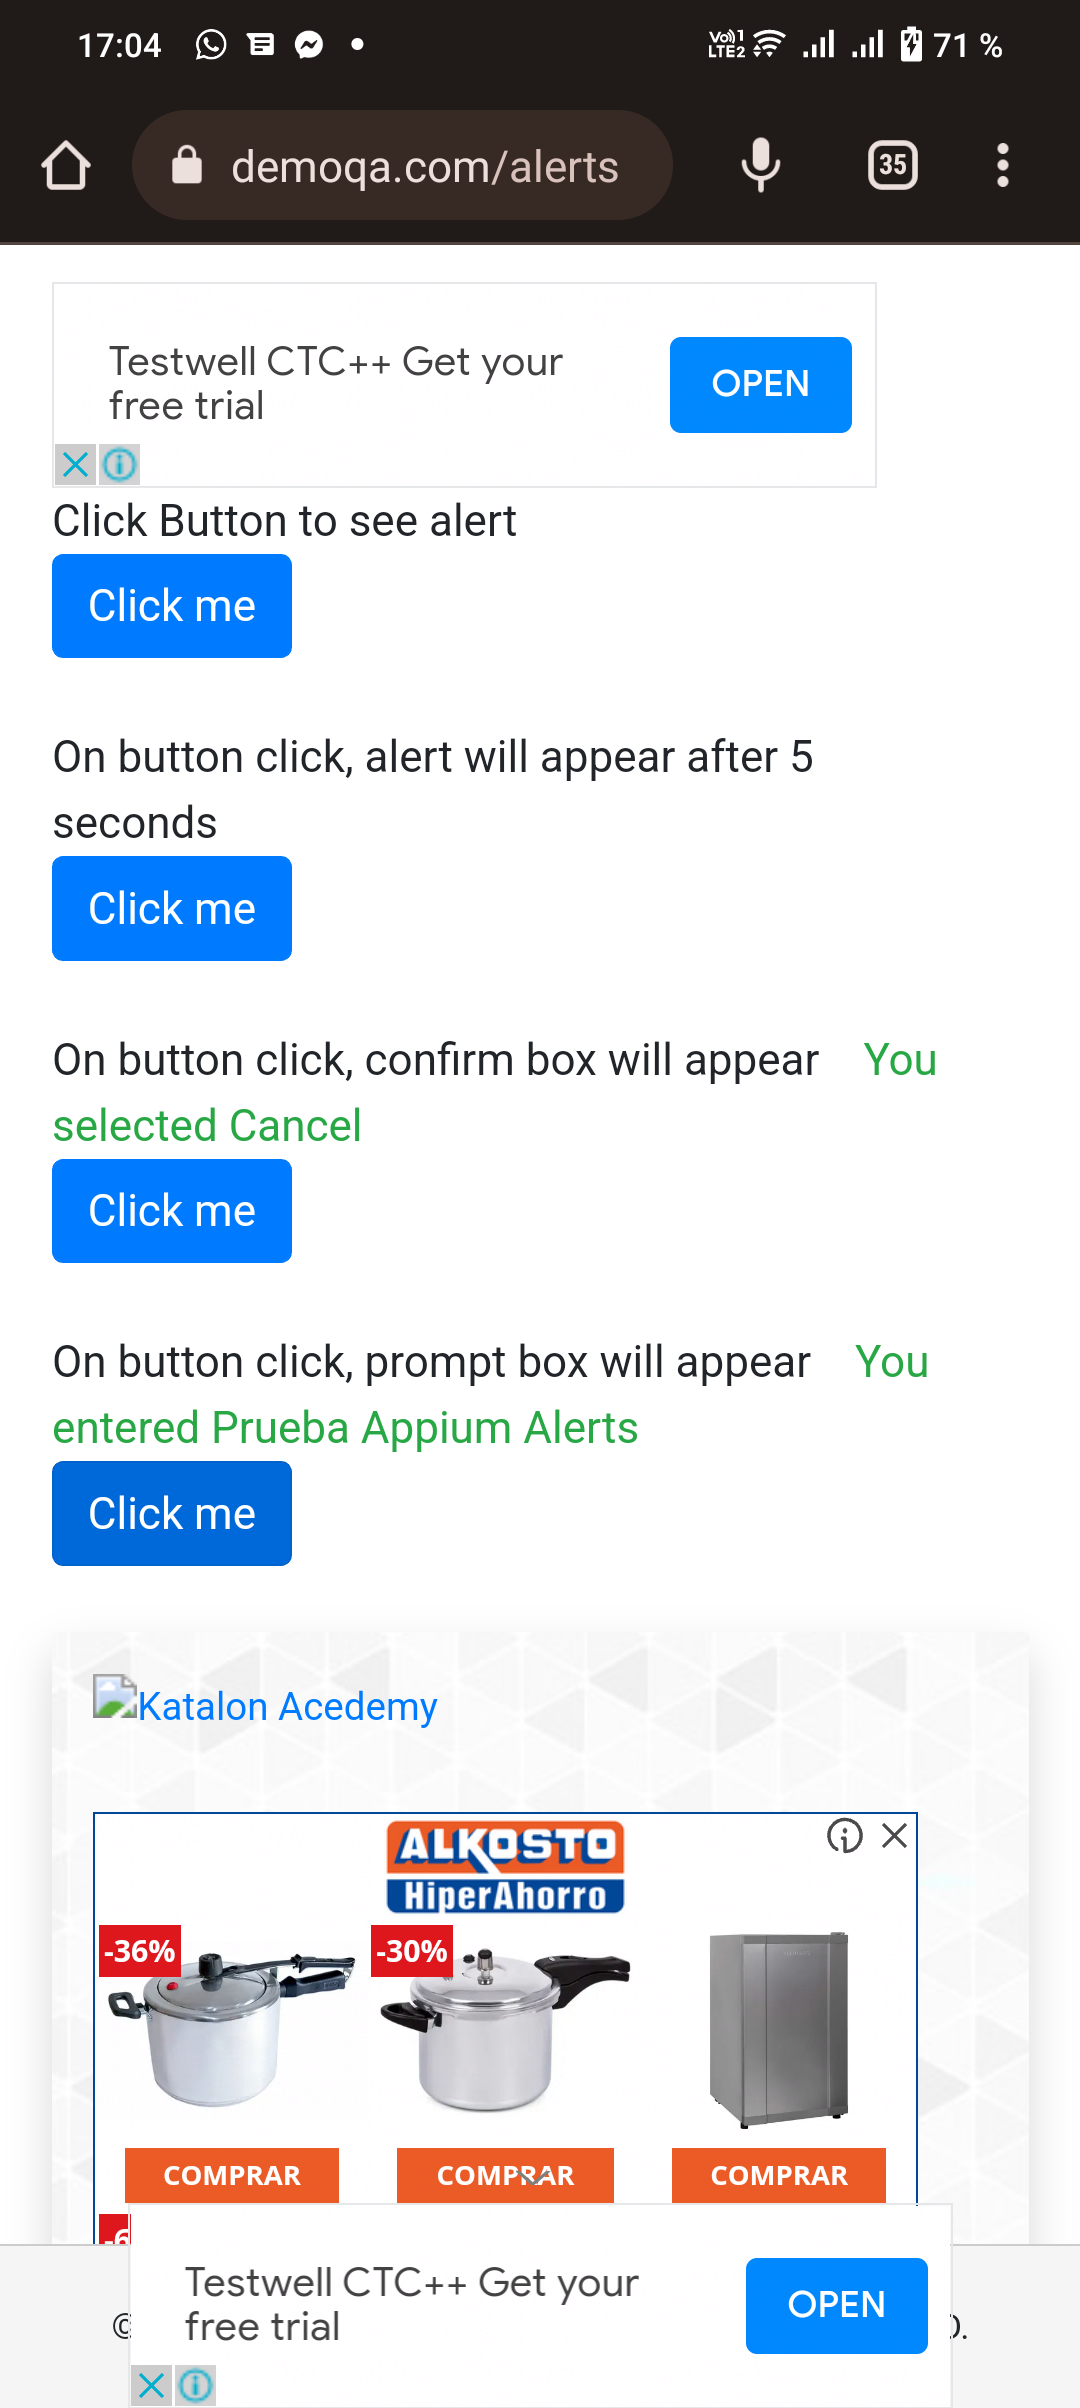 17:04
Vo)) 1
LTE2
71 %
demoqa.com/alerts
35
Testwell CTC++ Get your
free trial
OPEN
Click Button to see alert
Click me
On button click, alert will appear after 5
seconds
Click me
On button click, confirm box will appear You
selected Cancel
Click me
On button click, prompt box will appear You
entered Prueba Appium Alerts
Click me
Katalon Acedemy
ALKOSTO
HiperAhorro
-36%
-30%
COMPRAR
COMPRAR
COMPRAR
Testwell CTC++ Get your
free trial
OPEN